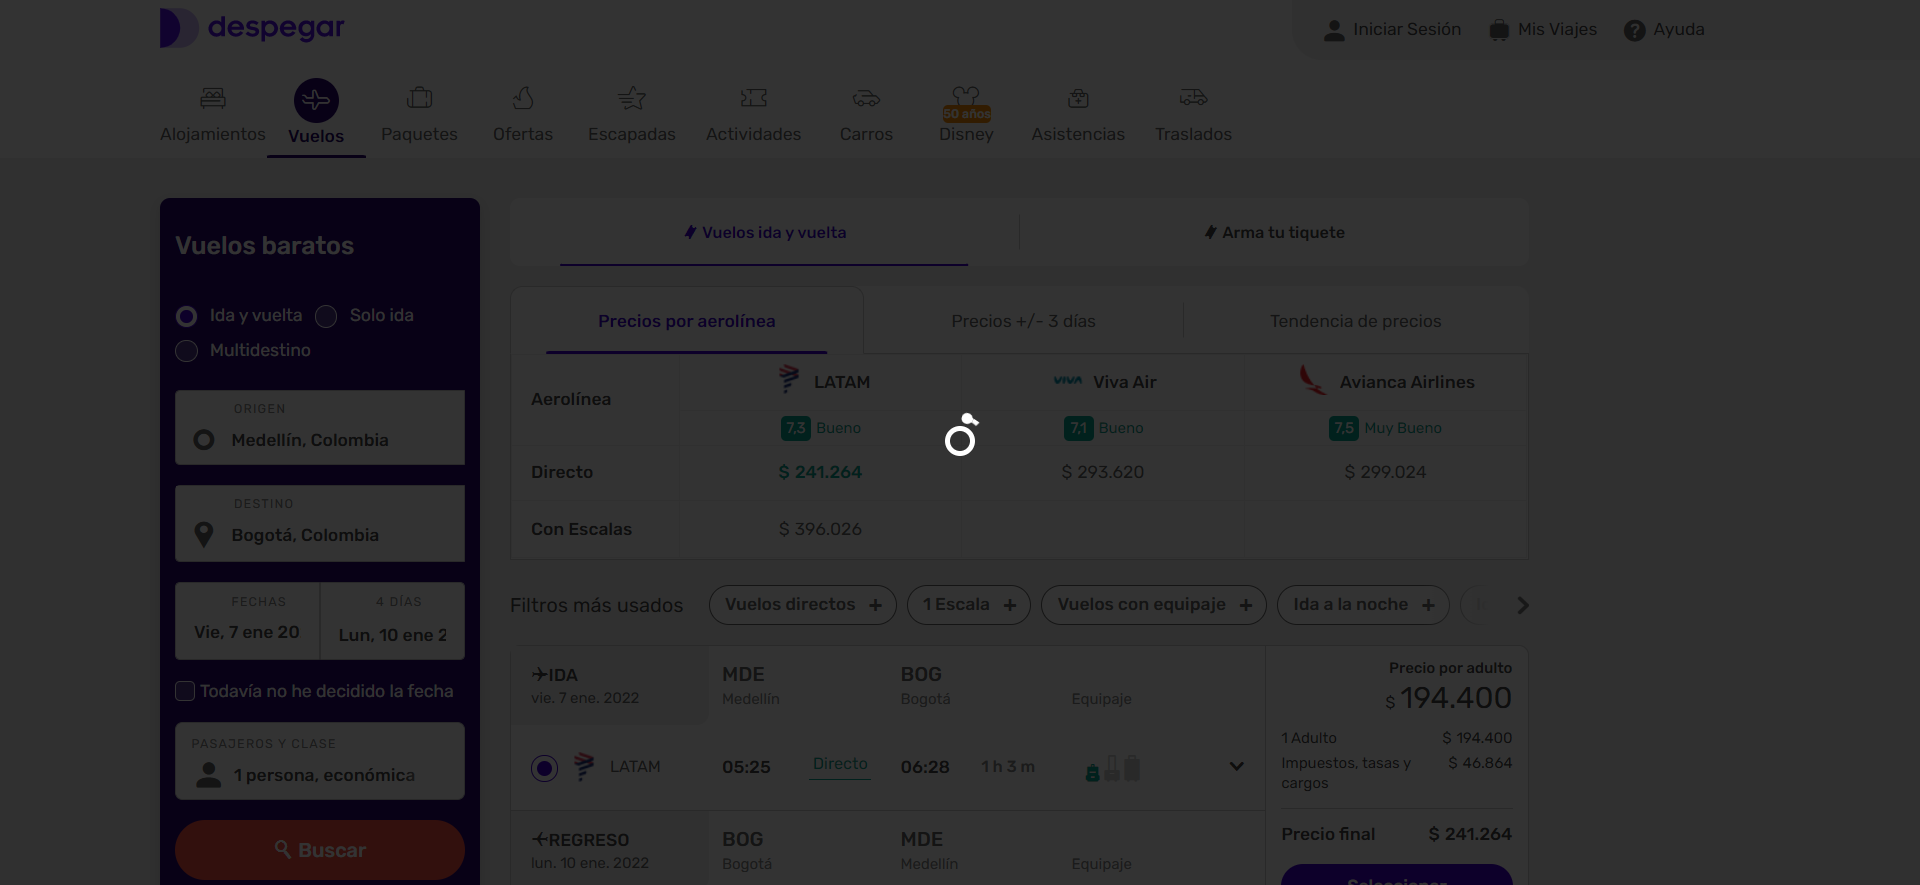 despegar
Iniciar Sesión
Mis Viajes
Ayuda
Alojamientos
Vuelos
Paquetes
Ofertas
Escapadas
Actividades
Carros
50 años
Disney
Asistencias
Traslados
Vuelos baratos
Ida y vuelta
Solo ida
Multidestino
ORIGEN
Medellín, Colombia
DESTINO
Bogotá, Colombia
FECHAS
4 DÍAS
Vie, 7 ene 20
Lun, 10 ene 2
Todavía no he decidido la fecha
PASAJEROS Y CLASE
1 persona, económica
Buscar
Vuelos ida y vuelta
Arma tu tiquete
Precios por aerolínea
Precios +/- 3 días
Tendencia de precios
Aerolínea
LATAM
VIVA Viva Air
Avianca Airlines
7,3 Bueno
7,1 Bueno
7,5 Muy Bueno
Directo
$ 241.264
$ 293.620
$ 299.024
Con Escalas
$ 396.026
Filtros más usados
Vuelos directos +
1 Escala +
Vuelos con equipaje +
Ida a la noche +
IDA
MDE
BOG
vie. 7 ene. 2022
Medellín
Bogotá
Equipaje
LATAM
05:25
Directo
06:28
1 h 3 m
REGRESO
BOG
MDE
lun. 10 ene. 2022
Bogotá
Medellín
Equipaje
Precio por adulto
$ 194.400
1 Adulto
$ 194.400
Impuestos, tasas y
cargos
$ 46.864
Precio final
$ 241.264
Seleccionar